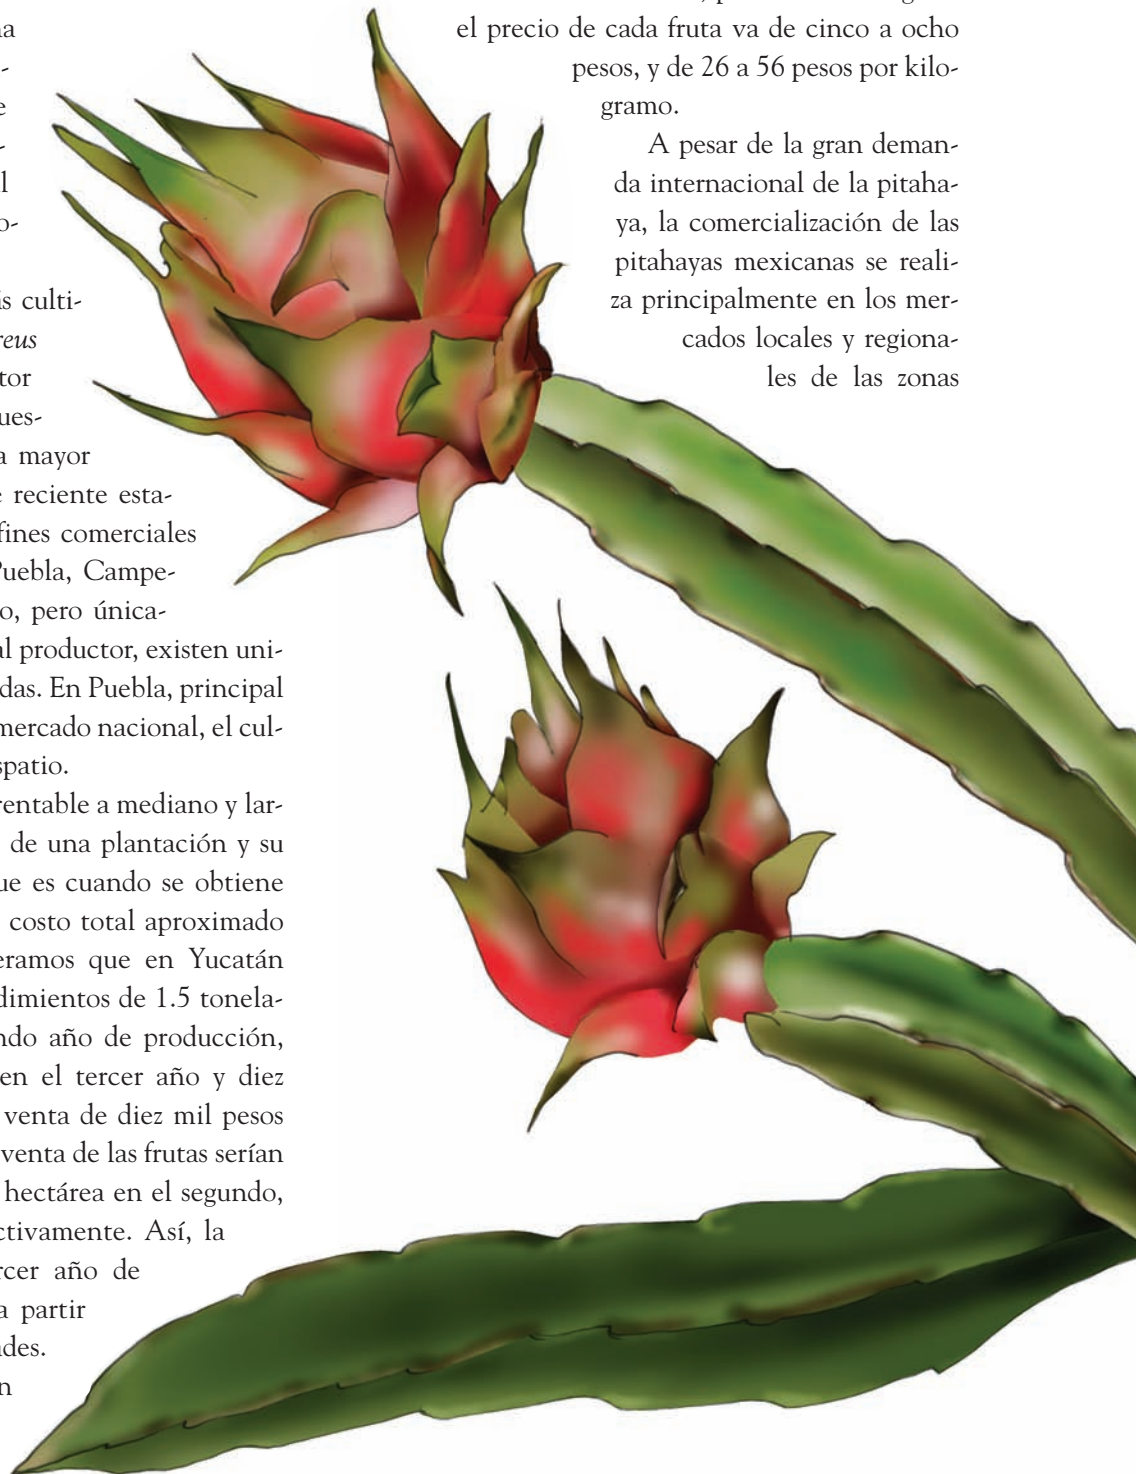 cada culti-
reus
mayor
reciente esta-
fines comerciales
Puebla, Campe-
pero única-
al productor, existen uni-
das. En Puebla, principal
mercado nacional, el cul-
spatio.
rentable a mediano y lar-
de una plantación y su
que es cuando se obtiene
costo total aproximado
eramos que en Yucatán
dimientos de 1.5 tonela-
ndo año de producción,
en el tercer año y diez
venta de diez mil pesos
venta de las frutas serían
hectárea en el segundo,
ctivamente. Así, la
rcer año de
a partir
des.
el precio de cada fruta va de cinco a ocho
pesos, y de 26 a 56 pesos por kilo-
gramo.
A pesar de la gran deman-
da internacional de la pitaha-
ya, la comercialización de las
pitahayas mexicanas se reali-
za principalmente en los mer-
cados locales y regiona-
les de las zonas